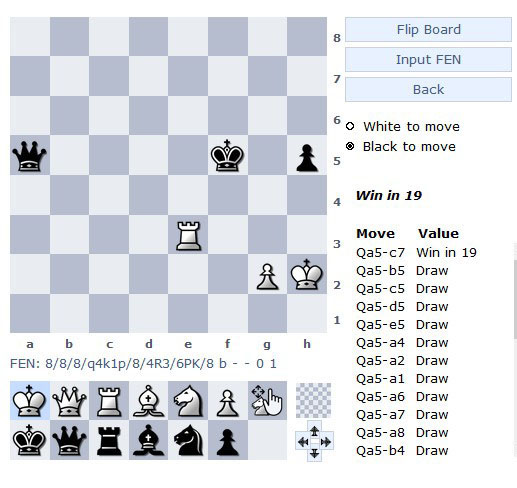 Flip Board
8
Input FEN
7
Back
6
White to move
Black to move
5
Win in 19
4
Move Value
3
Qa5-c7 Win in 19
Qa5-b5 Draw
2
Qa5-c5 Draw
Qa5-d5 Draw
1
Qa5-e5 Draw
a b c d e f g h
Qa5-a4 Draw
FEN: 8/8/8/q4k1p/8/4R3/6PK/8 b - - 0 1
Qa5-a2 Draw
Qa5-a1 Draw
Qa5-a6 Draw
Qa5-a7 Draw
Qa5-a8 Draw
Qa5-b4 Draw